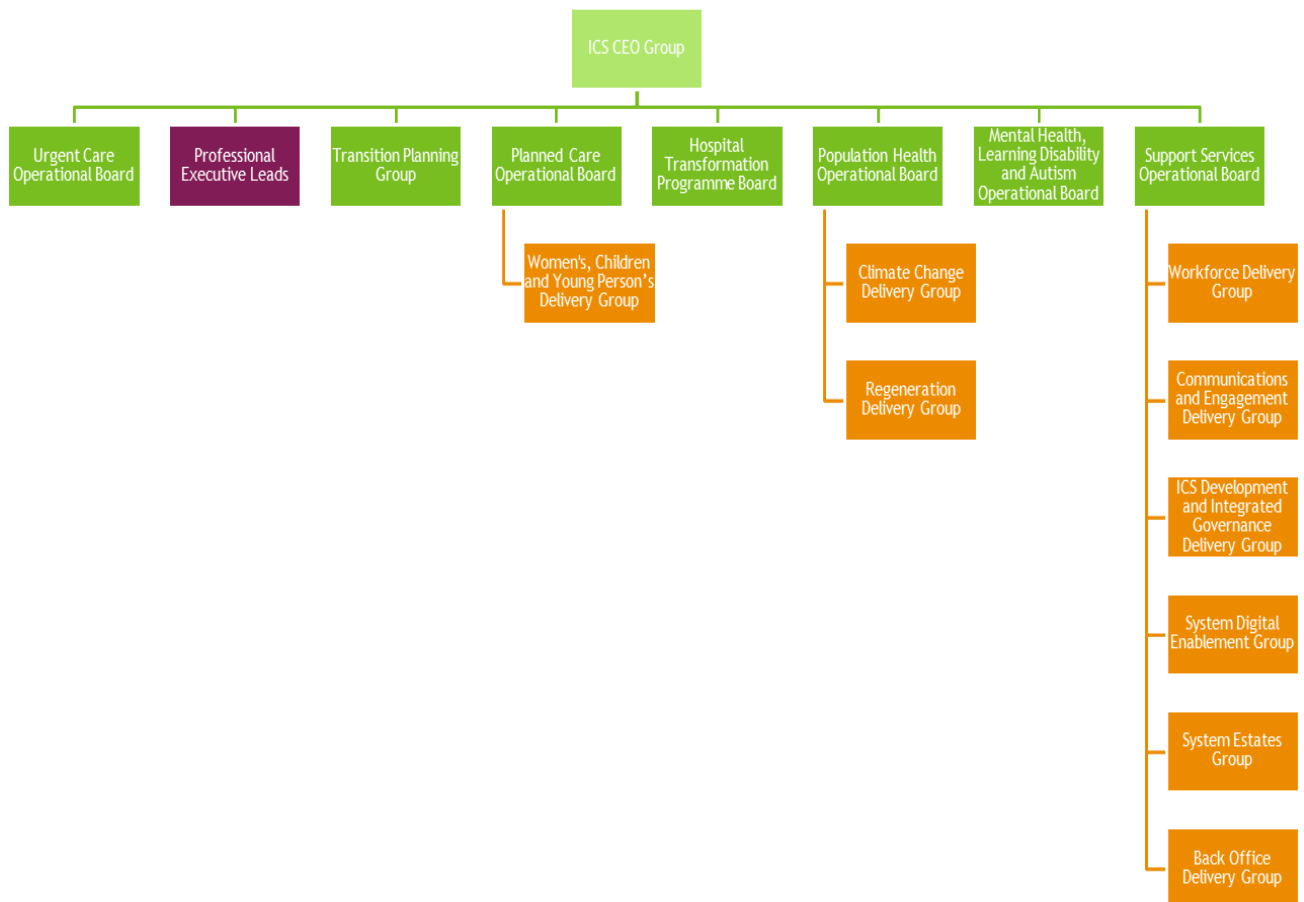 ICS CEO Group
Urgent Care
Operational Board
Professional
Executive Leads
Transition Planning
Group
Planned Care
Operational Board
Hospital
Transformation
Programme Board
Population Health
Operational Board
Mental Health,
Learning Disability
and Autism
Operational Board
Support Services
Operational Board
Women's, Children
and Young Person’s
Delivery Group
Climate Change
Delivery Group
Regeneration
Delivery Group
Workforce Delivery
Group
Communications
and Engagement
Delivery Group
ICS Development
and Integrated
Governance
Delivery Group
System Digital
Enablement Group
System Estates
Group
Back Office
Delivery Group